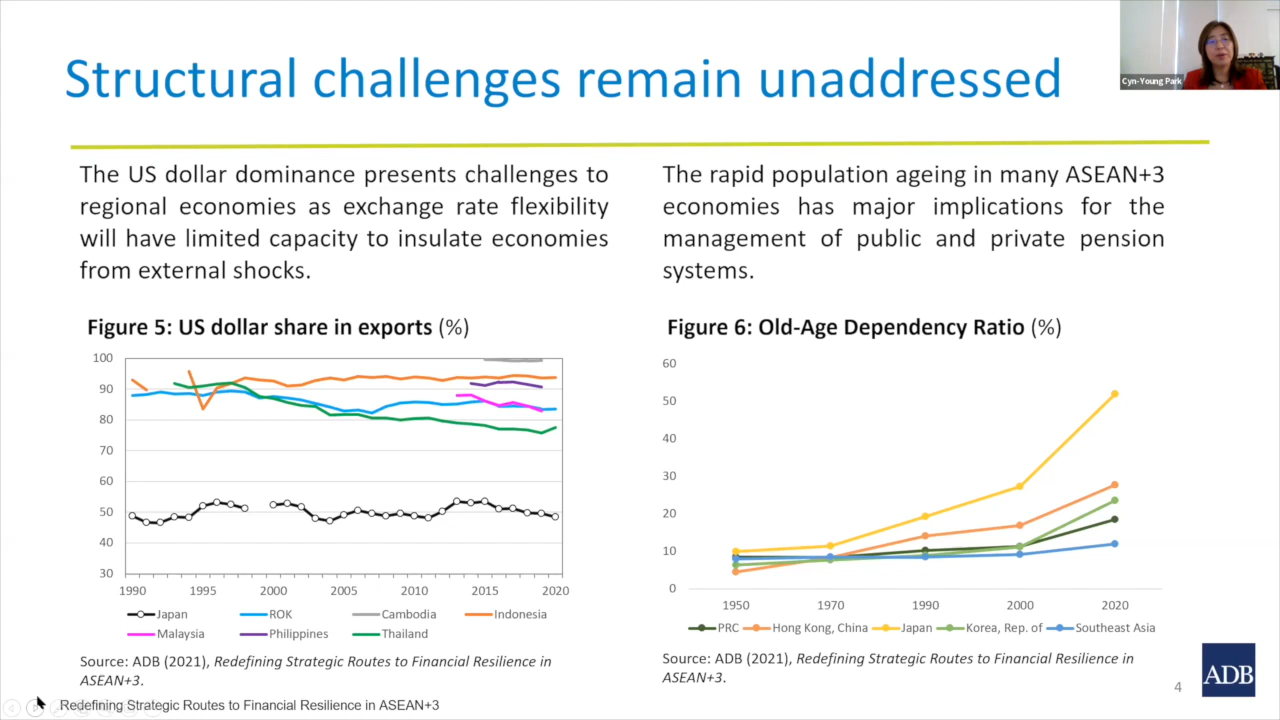 Structural challenges remain unaddressed
Cyn-Young Park
The US dollar dominance presents challenges to
regional economies as exchange rate flexibility
will have limited capacity to insulate economies
from external shocks.
Figure 5: US dollar share in exports (%)
100
90
80
70
60
50
40
30
1990 1995 2000 2005 2010 2015 2020
Japan ROK Cambodia Indonesia
Malaysia Philippines Thailand
Source: ADB (2021), Redefining Strategic Routes to Financial Resilience in
ASEAN+3.
The rapid population ageing in many ASEAN+3
economies has major implications for the
management of public and private pension
systems.
Figure 6: Old-Age Dependency Ratio (%)
60
50
40
30
20
10
0
1950 1970 1990 2000 2020
PRC Hong Kong, China Japan Korea, Rep. of Southeast Asia
Source: ADB (2021), Redefining Strategic Routes to Financial Resilience in
ASEAN+3.
4
ADB
Redefining Strategic Routes to Financial Resilience in ASEAN+3